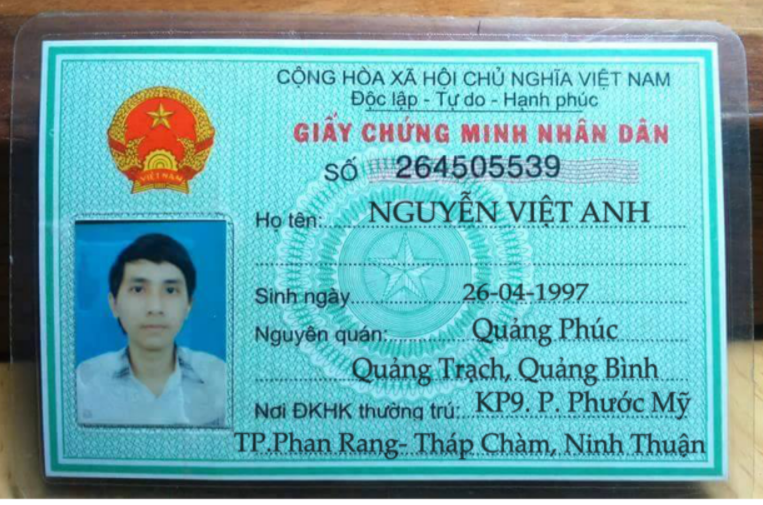 CỘNG HÒA XÃ HỘI CHỦ NGHĨA VIỆT NAM
Độc lập - Tự do - Hạnh phúc
GIẤY CHỨNG MINH NHÂN DÂN
SỐ 264505539
VIỆT NAM
Họ tên: NGUYỄN VIỆT ANH
Sinh ngày 26-04-1997
Nguyên quán: Quảng Phúc
Quảng Trạch, Quảng Bình
Nơi ĐKHK thường trú: KP9. P. Phước Mỹ
TP.Phan Rang- Tháp Chàm, Ninh Thuận